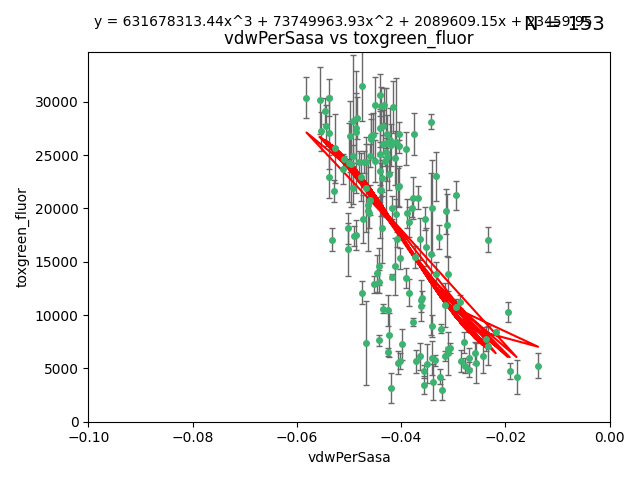 y = 631678313.44x^3 + 73749963.93x^2 + 2089609.15x +
N = 153
vdwPerSasa vs toxgreen_fluor
30000
25000
20000
15000
10000
5000
0
toxgreen_fluor
−0.10 −0.08 −0.06 −0.04 −0.02 0.00
vdwPerSasa